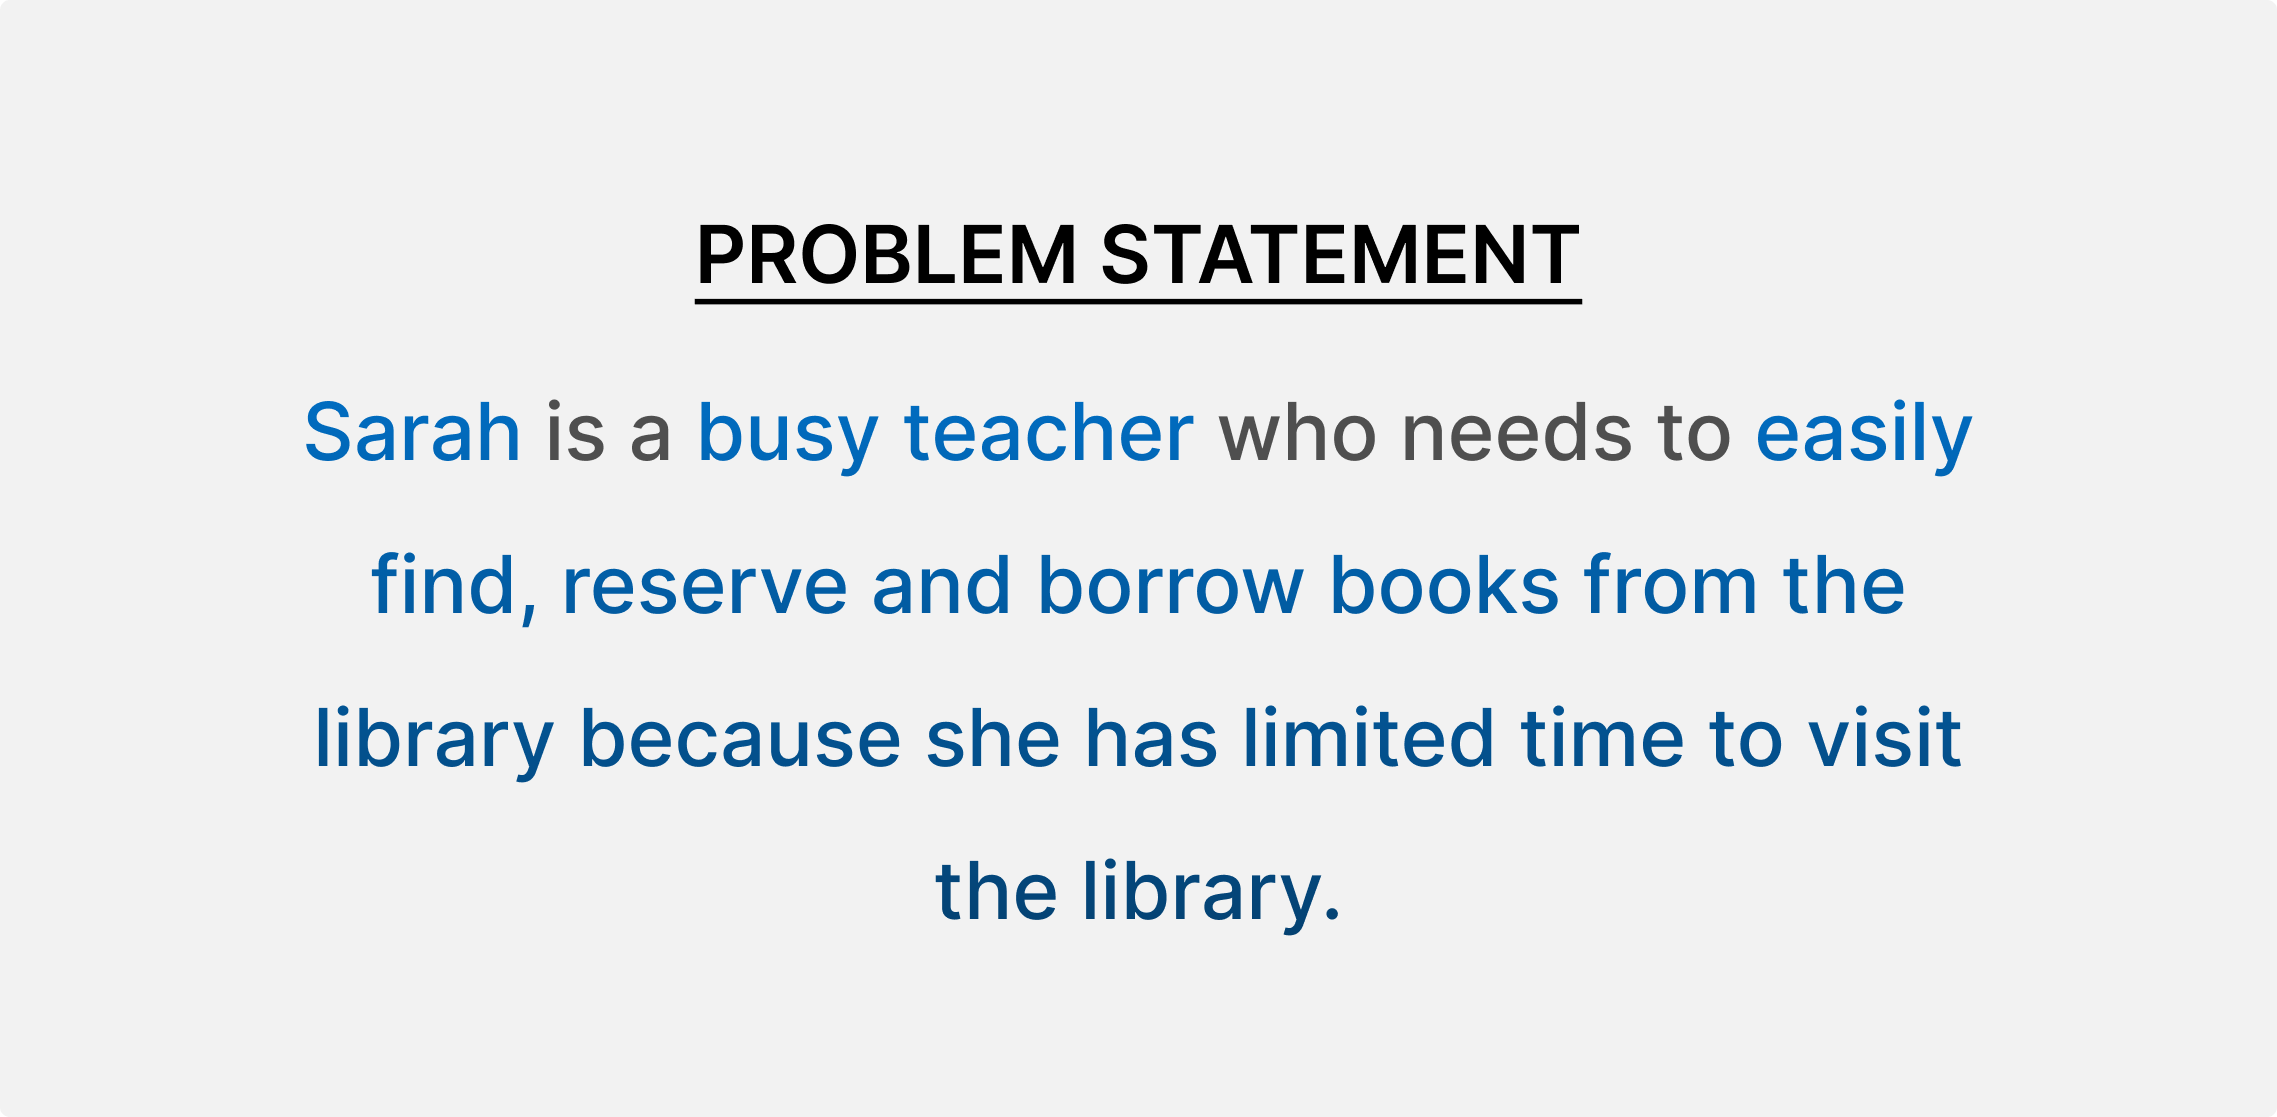 PROBLEM STATEMENT
Sarah is a busy teacher who needs to easily
find, reserve and borrow books from the
library because she has limited time to visit
the library.